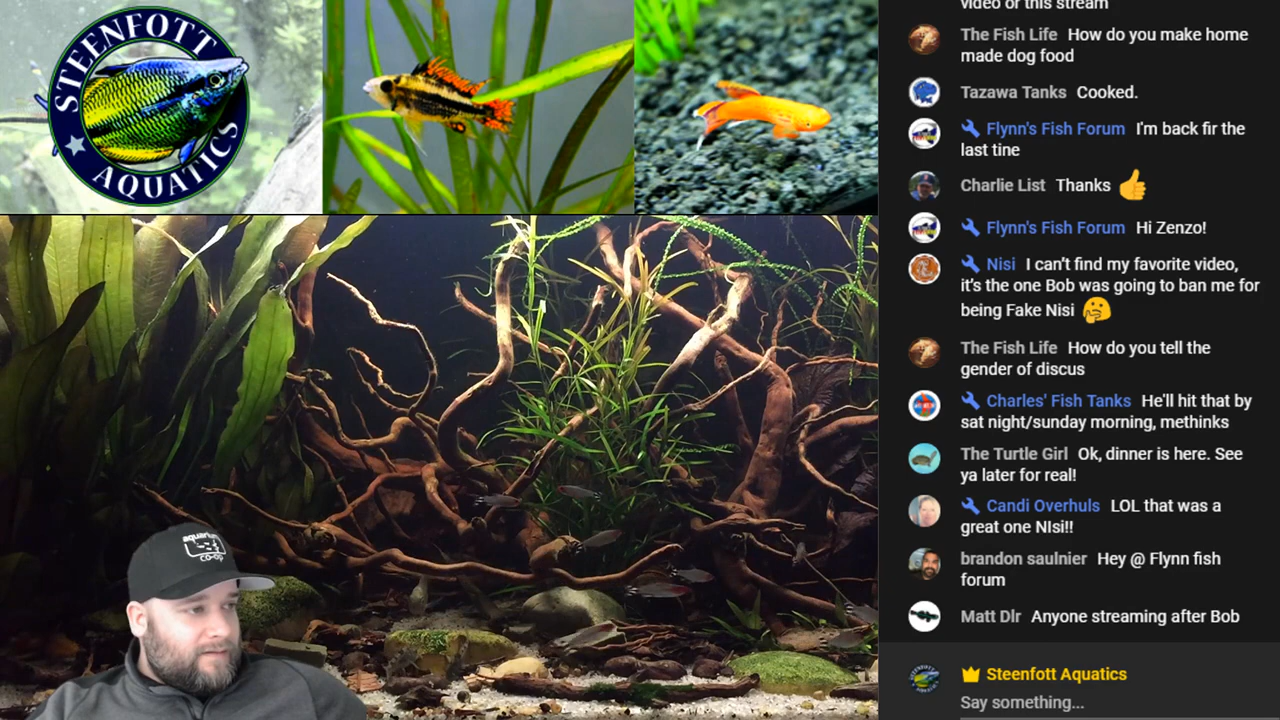 STEENFOTT
AQUATICS
aquarium
co-op
video or this stream
The Fish Life How do you make home
made dog food
Tazawa Tanks Cooked.
Flynn's Fish Forum I'm back fir the
last tine
Charlie List Thanks 👍
Flynn's Fish Forum Hi Zenzo!
Nisi I can't find my favorite video,
it's the one Bob was going to ban me for
being Fake Nisi 🤔
The Fish Life How do you tell the
gender of discus
Charles' Fish Tanks He'll hit that by
sat night/sunday morning, methinks
The Turtle Girl Ok, dinner is here. See
ya later for real!
Candi Overhuls LOL that was a
great one NIsi!!
brandon saulnier Hey @ Flynn fish
forum
Matt Dlr Anyone streaming after Bob
Steenfott Aquatics
Say something...